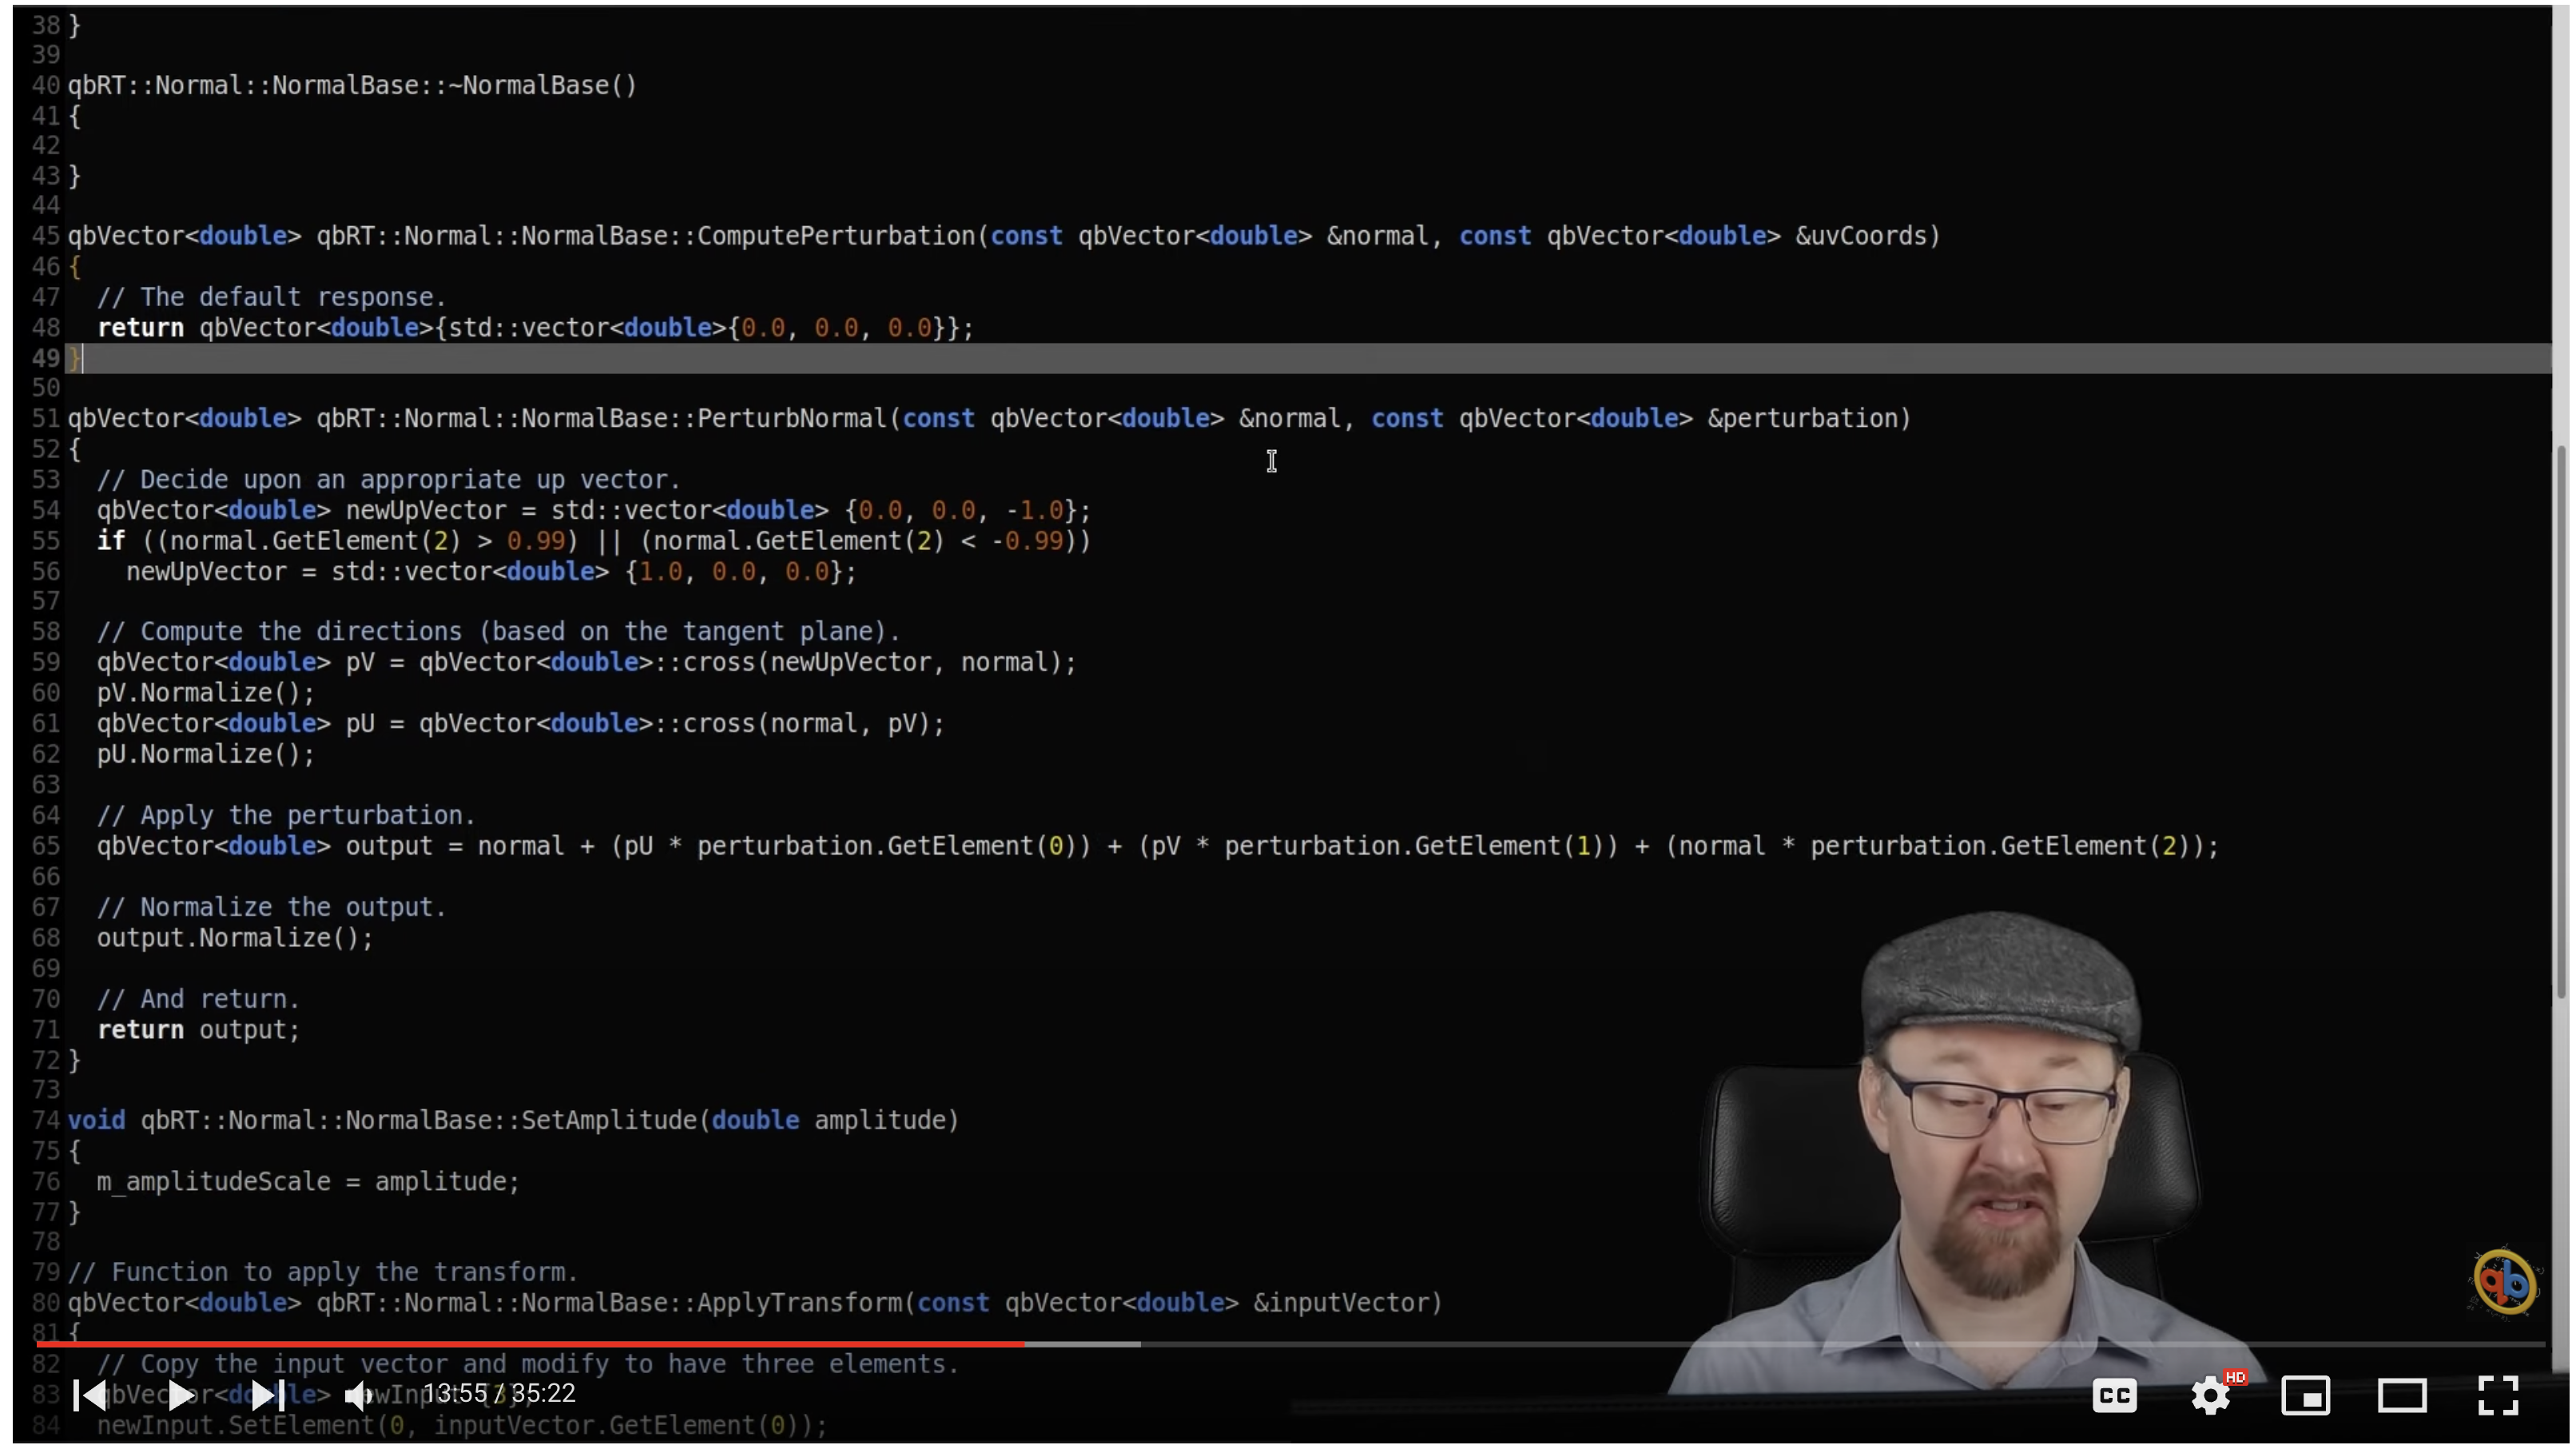 38 }
39
40 qbRT::Normal::NormalBase::~NormalBase()
41 {
42
43 }
44
45 qbVector<double> qbRT::Normal::NormalBase::ComputePerturbation(const qbVector<double> &normal, const qbVector<double> &uvCoords)
46 {
47   // The default response.
48   return qbVector<double>{std::vector<double>{0.0, 0.0, 0.0}};
49 }
50
51 qbVector<double> qbRT::Normal::NormalBase::PerturbNormal(const qbVector<double> &normal, const qbVector<double> &perturbation)
52 {
53   // Decide upon an appropriate up vector.
54   qbVector<double> newUpVector = std::vector<double> {0.0, 0.0, -1.0};
55   if ((normal.GetElement(2) > 0.99) || (normal.GetElement(2) < -0.99))
56     newUpVector = std::vector<double> {1.0, 0.0, 0.0};
57
58   // Compute the directions (based on the tangent plane).
59   qbVector<double> pV = qbVector<double>::cross(newUpVector, normal);
60   pV.Normalize();
61   qbVector<double> pU = qbVector<double>::cross(normal, pV);
62   pU.Normalize();
63
64   // Apply the perturbation.
65   qbVector<double> output = normal + (pU * perturbation.GetElement(0)) + (pV * perturbation.GetElement(1)) + (normal * perturbation.GetElement(2));
66
67   // Normalize the output.
68   output.Normalize();
69
70   // And return.
71   return output;
72 }
73
74 void qbRT::Normal::NormalBase::SetAmplitude(double amplitude)
75 {
76   m_amplitudeScale = amplitude;
77 }
78
79 // Function to apply the transform.
80 qbVector<double> qbRT::Normal::NormalBase::ApplyTransform(const qbVector<double> &inputVector)
qb
81 {
82   // Copy the input vector and modify to have three elements.
83   qbVector<double> newInput {3};
13:55 / 35:22
CC
HD
84   newInput.SetElement(0, inputVector.GetElement(0));